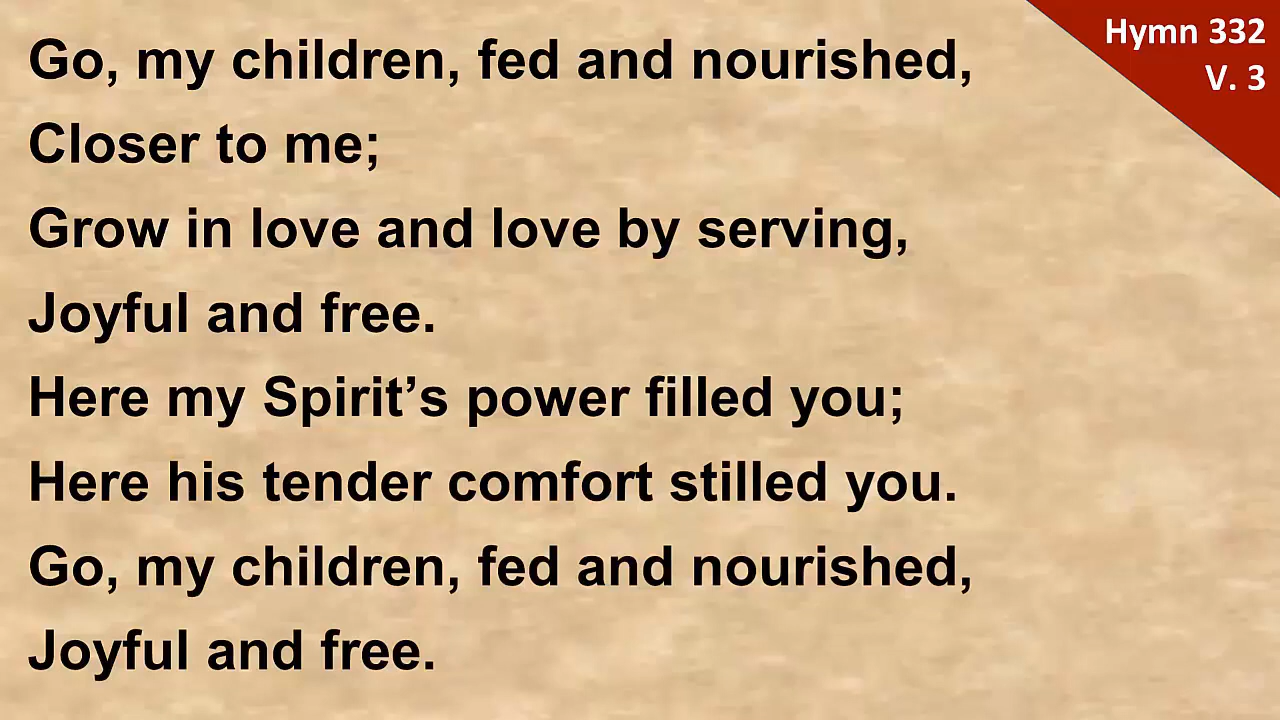 Hymn 332
V. 3
Go, my children, fed and nourished,
Closer to me;
Grow in love and love by serving,
Joyful and free.
Here my Spirit’s power filled you;
Here his tender comfort stilled you.
Go, my children, fed and nourished,
Joyful and free.